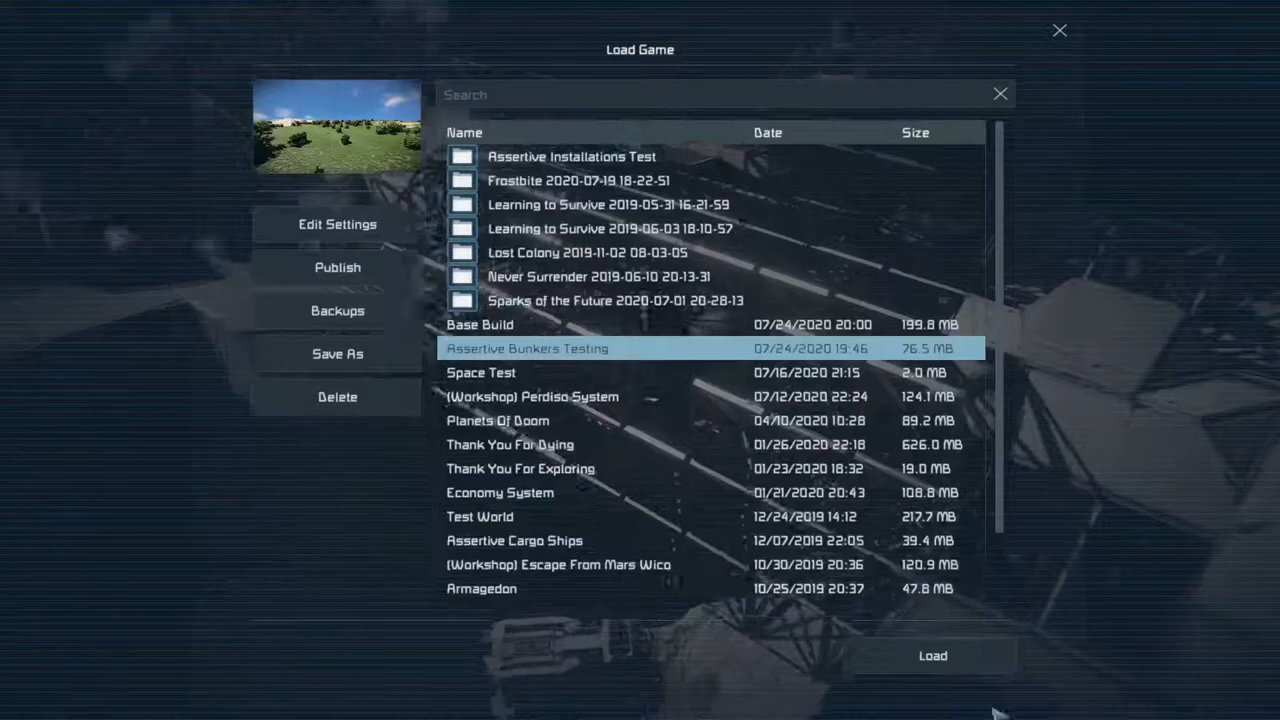 Load Game
Search
Name Date Size
Assertive Installations Test
Frostbite 2020-07-19 18-22-51
Learning to Survive 2019-05-31 16-21-59
Learning to Survive 2019-06-03 18-10-57
Lost Colony 2019-11-02 08-03-05
Never Surrender 2019-06-10 20-13-31
Sparks of the Future 2020-07-01 20-28-13
Base Build 07/24/2020 20:00 199.8 MB
Assertive Bunkers Testing 07/24/2020 19:46 76.5 MB
Space Test 07/16/2020 21:15 2.0 MB
(Workshop) Perdiso System 07/12/2020 22:24 124.1 MB
Planets Of Doom 04/10/2020 10:28 89.2 MB
Thank You For Dying 01/26/2020 22:18 626.0 MB
Thank You For Exploring 01/23/2020 18:32 19.0 MB
Economy System 01/21/2020 20:43 108.8 MB
Test World 12/24/2019 14:12 217.7 MB
Assertive Cargo Ships 12/07/2019 22:05 39.4 MB
(Workshop) Escape From Mars Wico 10/30/2019 20:36 120.9 MB
Armagedon 10/25/2019 20:37 47.8 MB
Edit Settings
Publish
Backups
Save As
Delete
Load